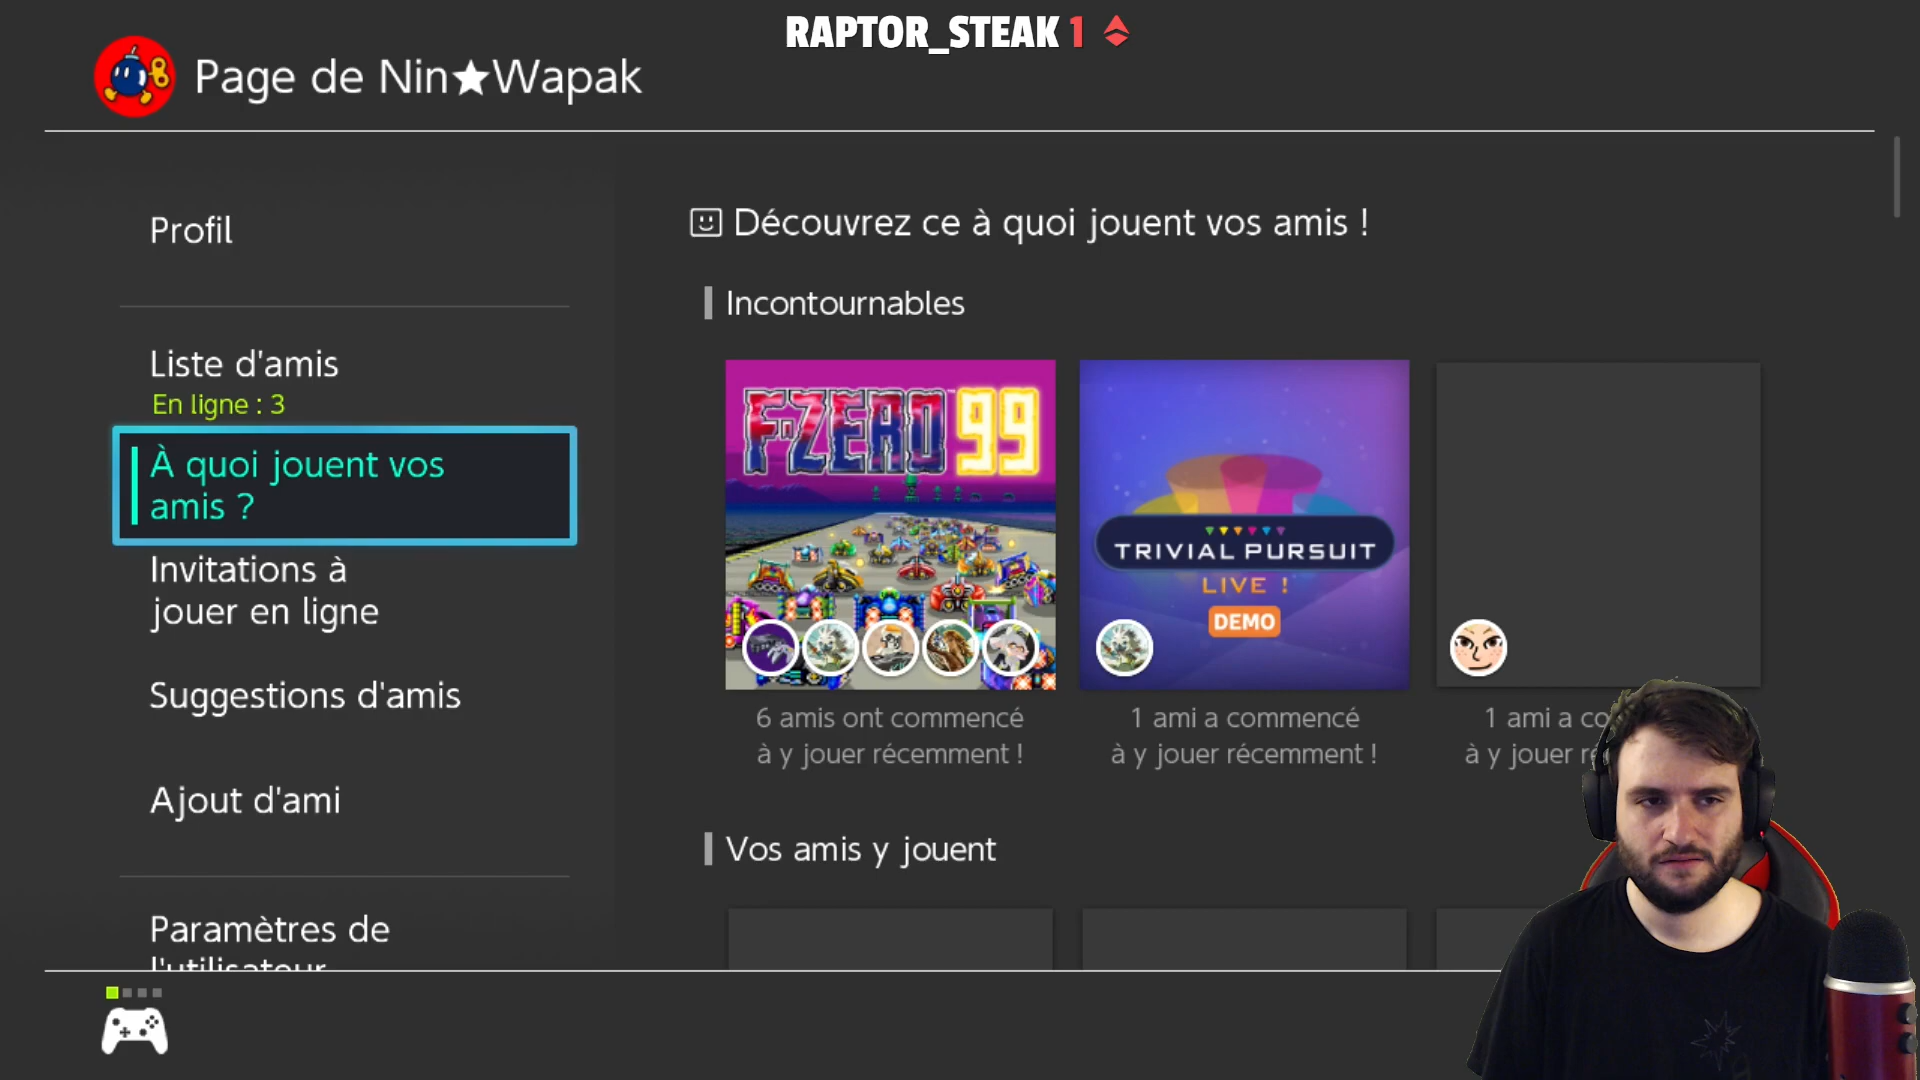 RAPTOR_STEAK 1
Page de Nin★Wapak
Profil
Liste d'amis
En ligne : 3
À quoi jouent vos
amis ?
Invitations à
jouer en ligne
Suggestions d'amis
Ajout d'ami
Paramètres de
l'utilisateur
Découvrez ce à quoi jouent vos amis !
Incontournables
F-ZERO 99
TRIVIAL PURSUIT
LIVE !
DEMO
6 amis ont commencé
à y jouer récemment !
1 ami a commencé
à y jouer récemment !
1 ami a
à y jouer
Vos amis y jouent